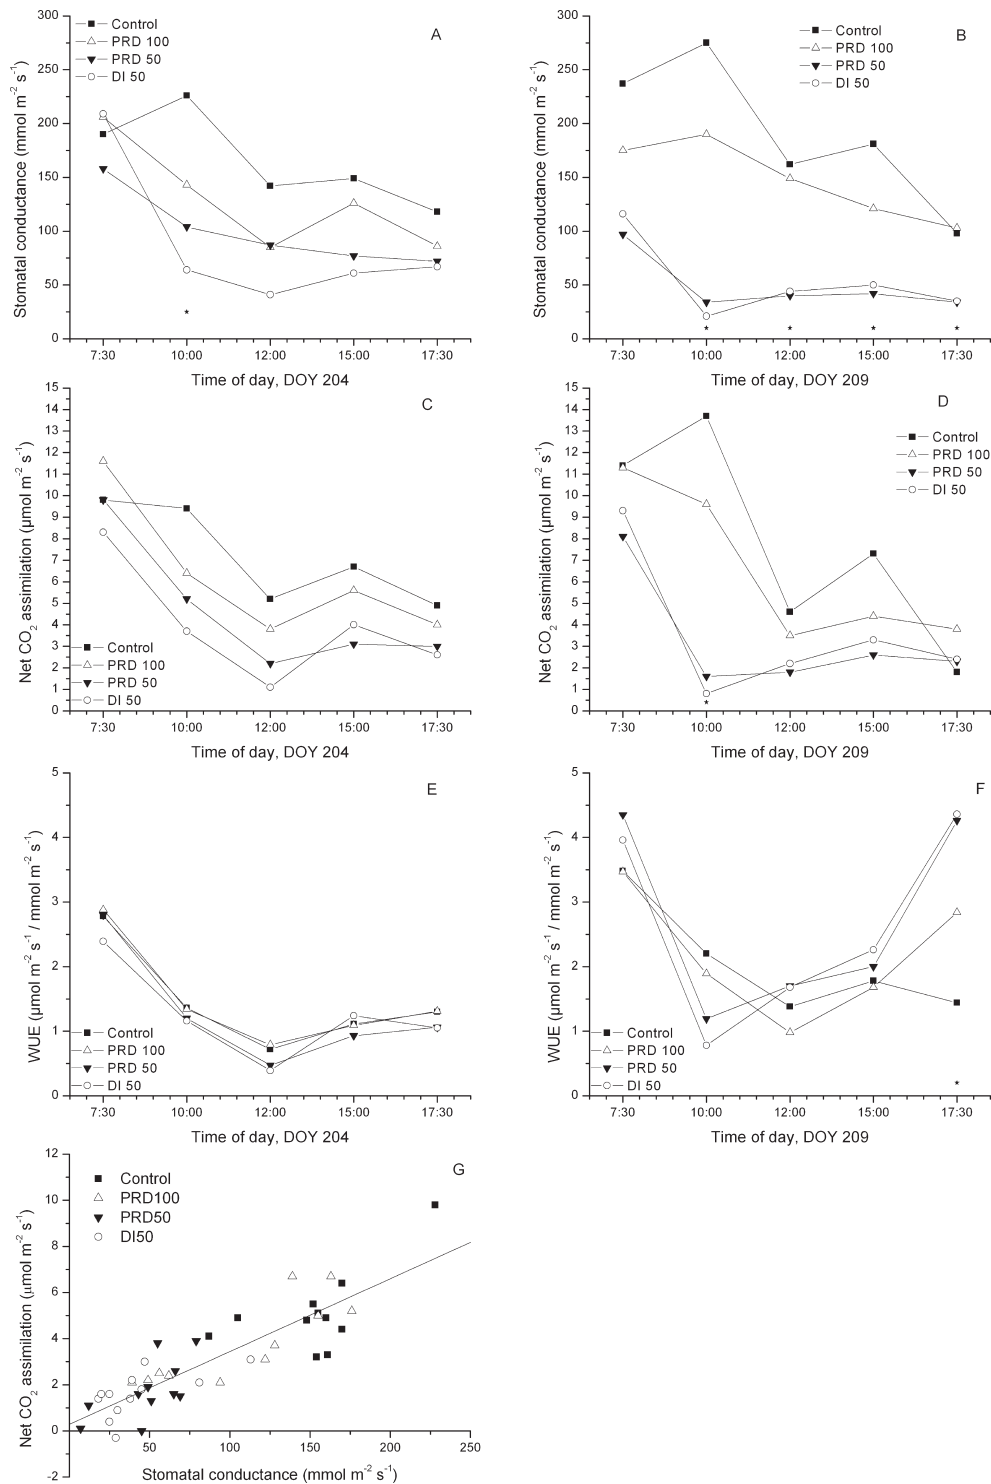 A
Control
PRD 100
PRD 50
DI 50
300
250
200
150
100
50
0
Stomatal conductance (mmol m⁻² s⁻¹)
7:30 10:00 12:00 15:00 17:30
Time of day, DOY 204
B
Control
PRD 100
PRD 50
DI 50
300
250
200
150
100
50
0
Stomatal conductance (mmol m⁻² s⁻¹)
* * * *
7:30 10:00 12:00 15:00 17:30
Time of day, DOY 209
C
15
14
13
12
11
10
9
8
7
6
5
4
3
2
1
0
Net CO₂ assimilation (µmol m⁻² s⁻¹)
Control
PRD 100
PRD 50
DI 50
7:30 10:00 12:00 15:00 17:30
Time of day, DOY 204
D
Control
PRD 100
PRD 50
DI 50
15
14
13
12
11
10
9
8
7
6
5
4
3
2
1
0
Net CO₂ assimilation (µmol m⁻² s⁻¹)
7:30 10:00 12:00 15:00 17:30
Time of day, DOY 209
E
5
4
3
2
1
0
WUE (µmol m⁻² s⁻¹ / mmol m⁻² s⁻¹)
Control
PRD 100
PRD 50
DI 50
7:30 10:00 12:00 15:00 17:30
Time of day, DOY 204
F
5
4
3
2
1
0
WUE (µmol m⁻² s⁻¹ / mmol m⁻² s⁻¹)
Control
PRD 100
PRD 50
DI 50
7:30 10:00 12:00 15:00 17:30
Time of day, DOY 209
G
Control
PRD100
PRD50
DI50
12
10
8
6
4
2
0
-2
Net CO₂ assimilation (µmol m⁻² s⁻¹)
50 100 150 200 250
Stomatal conductance (mmol m⁻² s⁻¹)